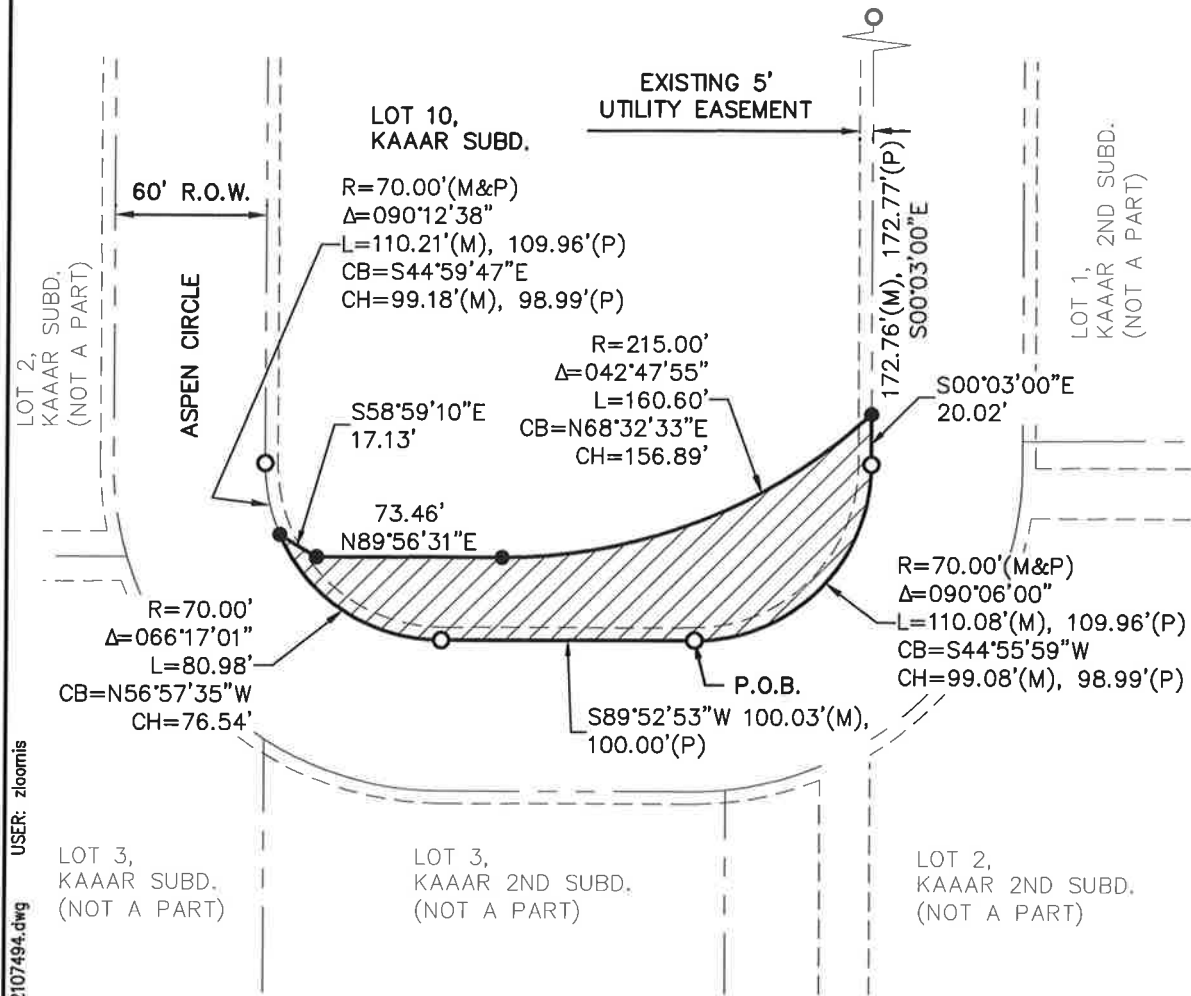 EXISTING 5'
UTILITY EASEMENT
LOT 10,
KAAAR SUBD.
60' R.O.W.
R=70.00'(M&P)
Δ=090°12'38"
L=110.21'(M), 109.96'(P)
CB=S44°59'47"E
CH=99.18'(M), 98.99'(P)
172.76'(M), 172.77'(P)
S00°03'00"E
LOT 1,
KAAAR 2ND SUBD.
(NOT A PART)
LOT 2,
KAAAR SUBD.
(NOT A PART)
ASPEN CIRCLE
R=215.00'
Δ=042°47'55"
L=160.60'
CB=N68°32'33"E
CH=156.89'
S00°03'00"E
20.02'
S58°59'10"E
17.13'
73.46'
N89°56'31"E
R=70.00'
Δ=066°17'01"
L=80.98'
CB=N56°57'35"W
CH=76.54'
R=70.00'(M&P)
Δ=090°06'00"
L=110.08'(M), 109.96'(P)
CB=S44°55'59"W
CH=99.08'(M), 98.99'(P)
P.O.B.
S89°52'53"W 100.03'(M),
100.00'(P)
LOT 3,
KAAAR SUBD.
(NOT A PART)
LOT 3,
KAAAR 2ND SUBD.
(NOT A PART)
LOT 2,
KAAAR 2ND SUBD.
(NOT A PART)
2107494.dwg USER: zloomis